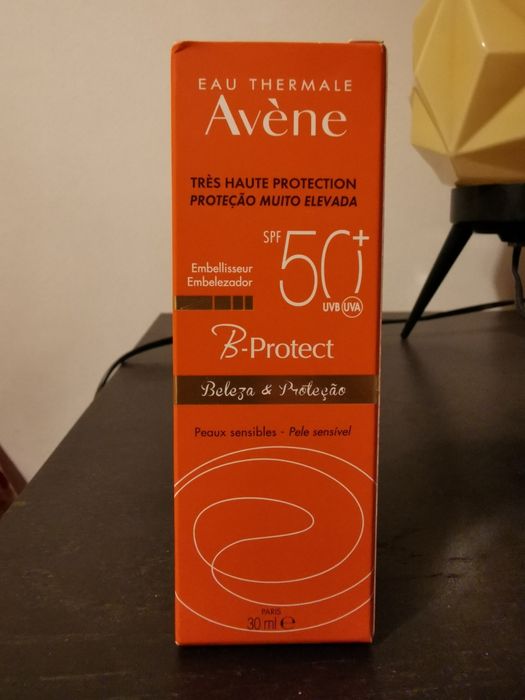 EAU THERMALE
Avène
TRÈS HAUTE PROTECTION
PROTEÇÃO MUITO ELEVADA
SPF 50+
UVB UVA
Embellisseur
Embelezador
B-Protect
Beleza & Proteção
Peaux sensibles - Pele sensível
PARIS
30 ml e